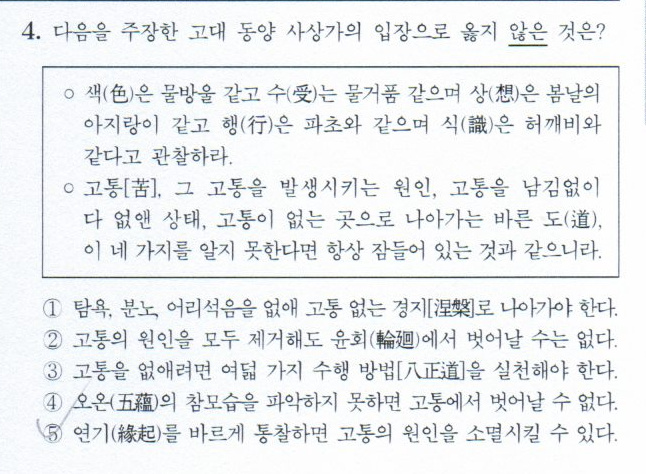 4. 다음을 주장한 고대 동양 사상가의 입장으로 옳지 않은 것은?
○ 색(色)은 물방울 같고 수(受)는 물거품 같으며 상(想)은 봄날의
아지랑이 같고 행(行)은 파초와 같으며 식(識)은 허깨비와
같다고 관찰하라.
○ 고통[苦], 그 고통을 발생시키는 원인, 고통을 남김없이
다 없앤 상태, 고통이 없는 곳으로 나아가는 바른 도(道),
이 네 가지를 알지 못한다면 항상 잠들어 있는 것과 같으니라.
① 탐욕, 분노, 어리석음을 없애 고통 없는 경지[涅槃]로 나아가야 한다.
② 고통의 원인을 모두 제거해도 윤회(輪廻)에서 벗어날 수는 없다.
③ 고통을 없애려면 여덟 가지 수행 방법[八正道]을 실천해야 한다.
④ 오온(五蘊)의 참모습을 파악하지 못하면 고통에서 벗어날 수 없다.
⑤ 연기(緣起)를 바르게 통찰하면 고통의 원인을 소멸시킬 수 있다.